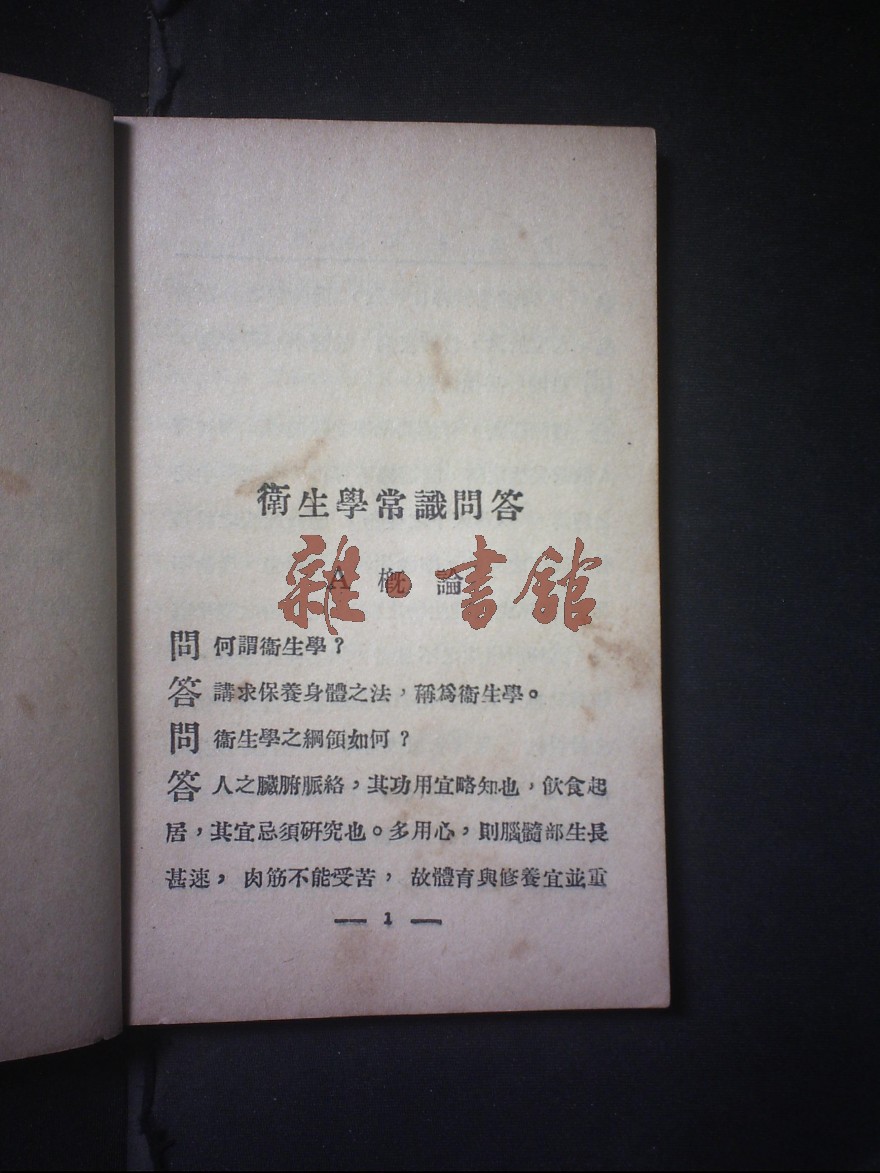 衞生學常識問答
A 概論
雜·書館
問 何謂衞生學？
答 講求保養身體之法，稱爲衞生學。
問 衞生學之綱領如何？
答 人之臟腑脈絡，其功用宜略知也，飲食起
居，其宜忌須研究也。多用心，則腦髓部生長
甚速，肉筋不能受苦，故體育與修養宜並重
— 1 —